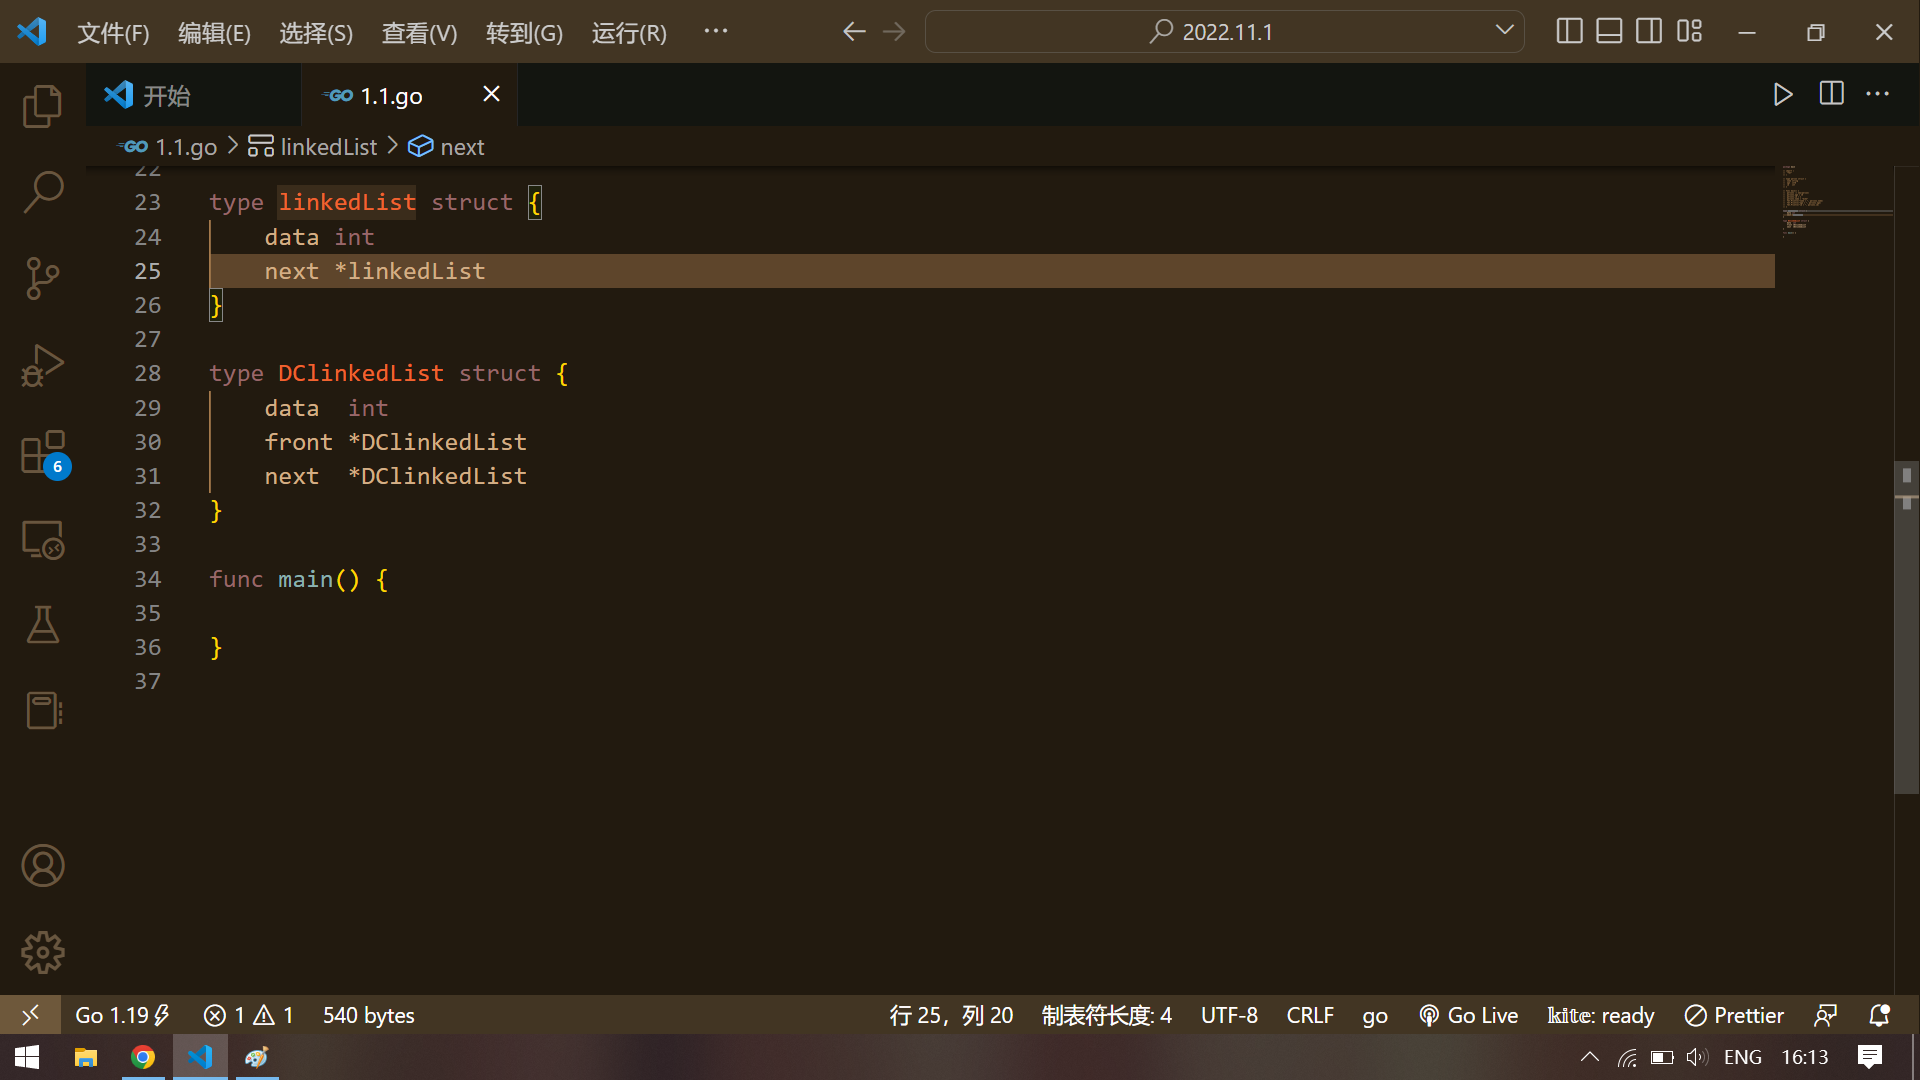 文件(F) 编辑(E) 选择(S) 查看(V) 转到(G) 运行(R) ··· 2022.11.1
开始 GO 1.1.go
GO 1.1.go > linkedList > next
22
23 type linkedList struct {
24 data int
25 next *linkedList
26 }
27
28 type DClinkedList struct {
29 data int
30 front *DClinkedList
31 next *DClinkedList
32 }
33
34 func main() {
35
36 }
37
6
Go 1.19 1 1 540 bytes 行 25，列 20 制表符长度: 4 UTF-8 CRLF go Go Live kite: ready Prettier
ENG 16:13